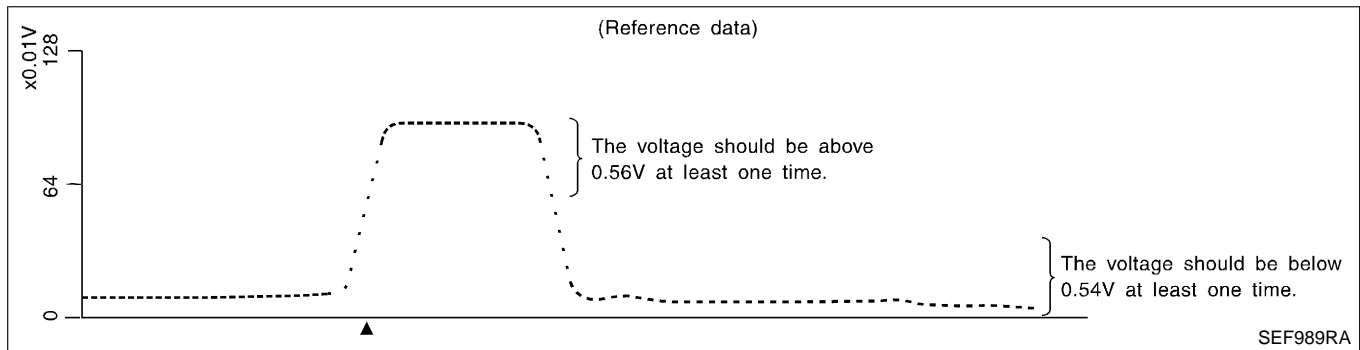 (Reference data)
x0.01V
128
64
0
The voltage should be above
0.56V at least one time.
The voltage should be below
0.54V at least one time.
SEF989RA